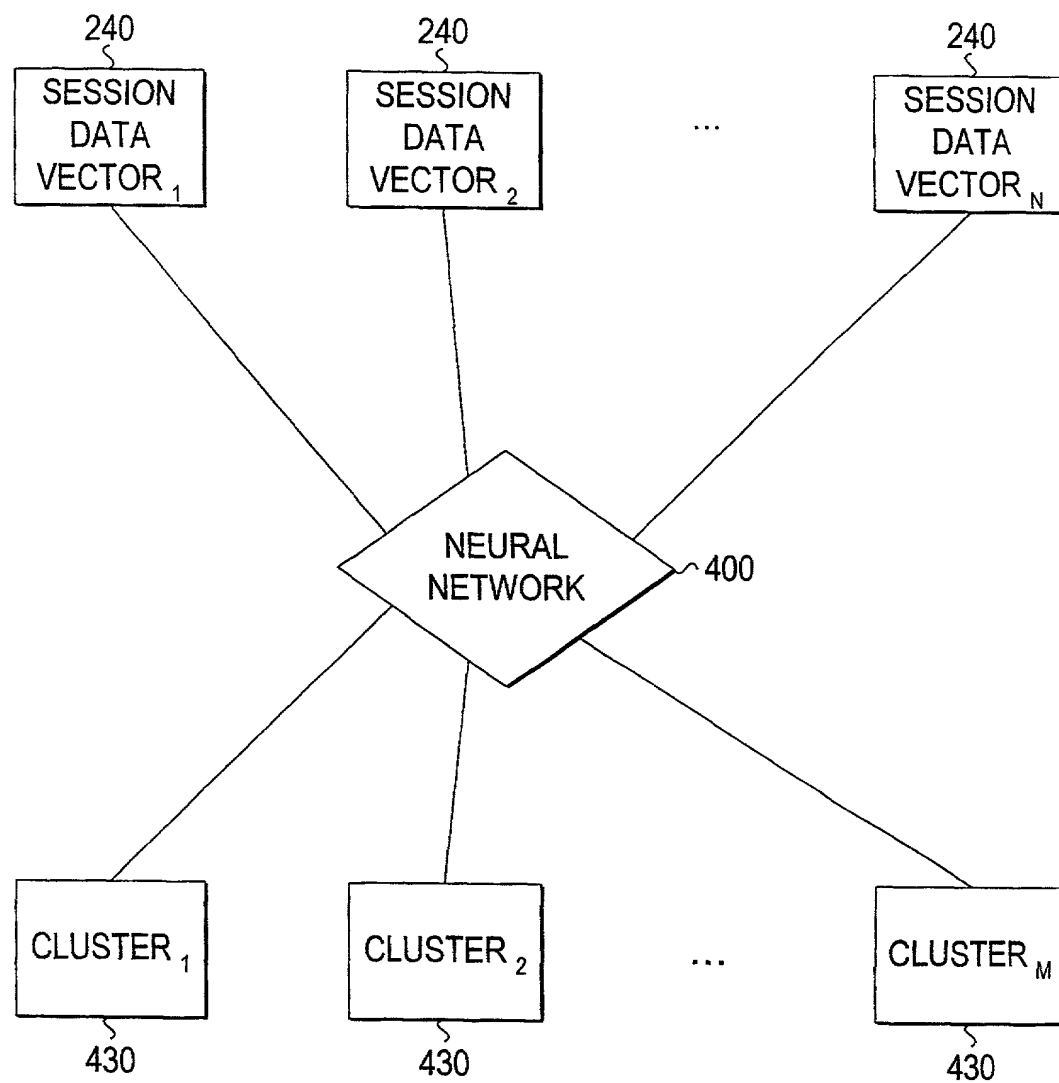 240 240 240
SESSION DATA VECTOR 1
SESSION DATA VECTOR 2
...
SESSION DATA VECTOR N
NEURAL NETWORK
400
CLUSTER 1
CLUSTER 2
...
CLUSTER M
430 430 430